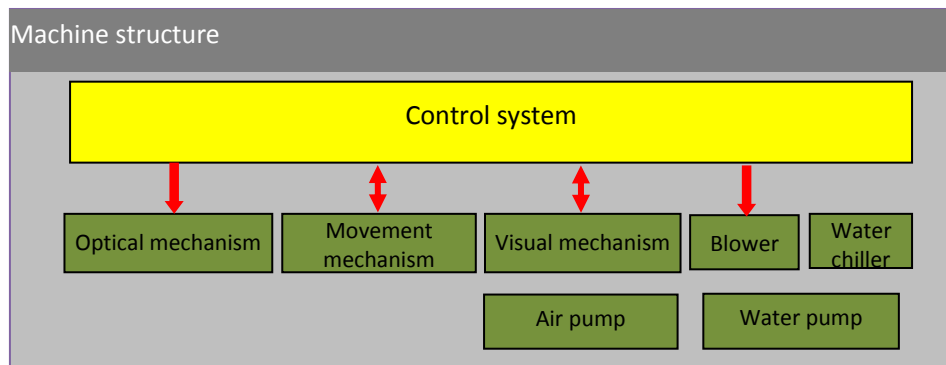 Machine structure
Control system
Optical mechanism
Movement
mechanism
Visual mechanism
Blower
Water
chiller
Air pump
Water pump